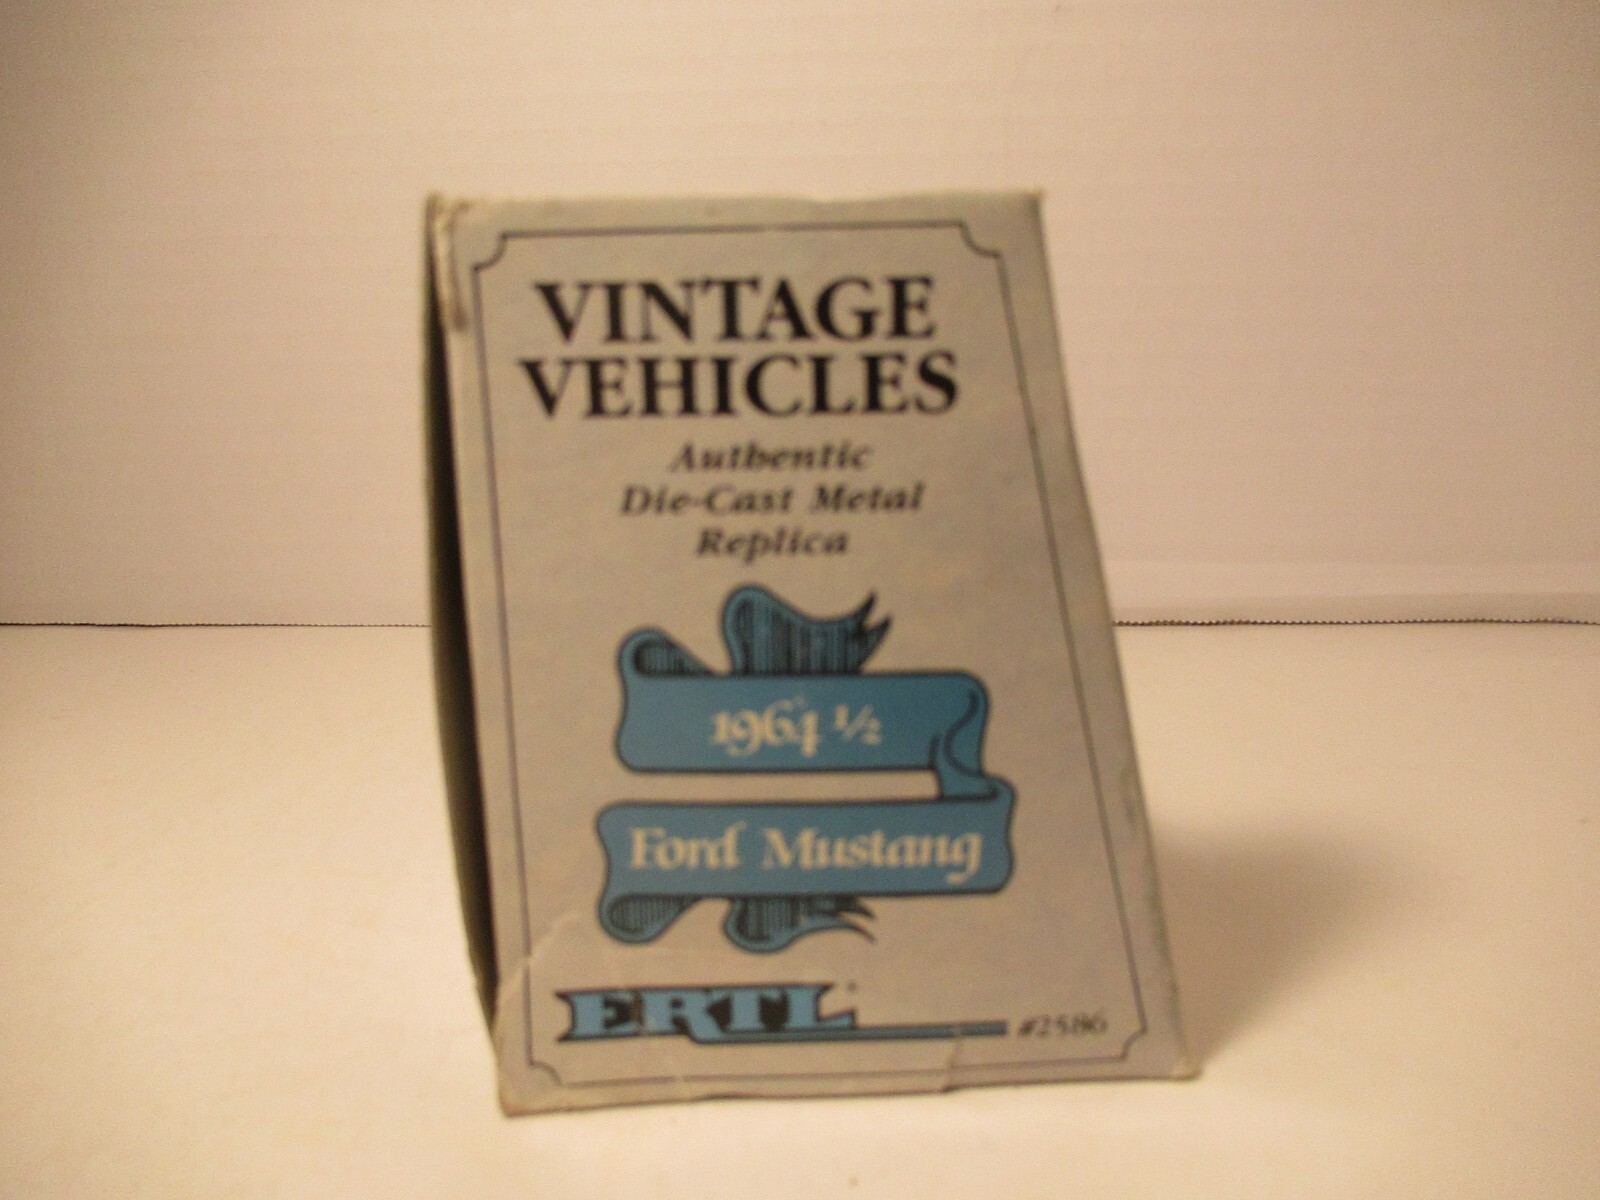 VINTAGE
VEHICLES
Authentic
Die-Cast Metal
Replica
1964 ½
Ford Mustang
ERTL®
#2586